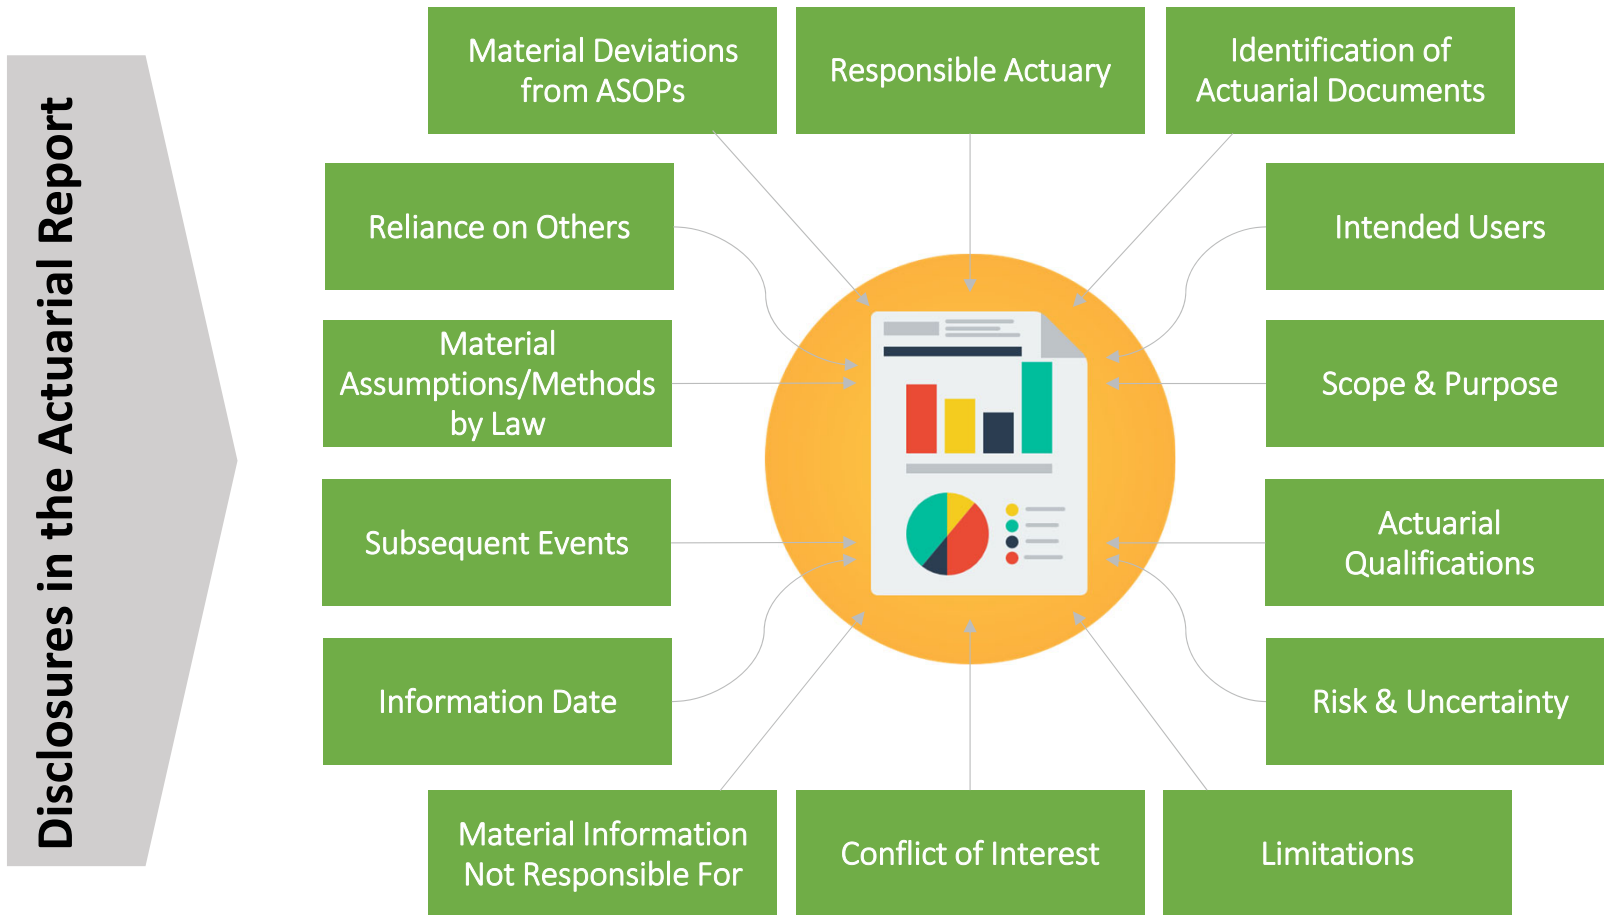 Disclosures in the Actuarial Report
Material Deviations
from ASOPs
Responsible Actuary
Identification of
Actuarial Documents
Reliance on Others
Intended Users
Material
Assumptions/Methods
by Law
Scope & Purpose
Subsequent Events
Actuarial
Qualifications
Information Date
Risk & Uncertainty
Material Information
Not Responsible For
Conflict of Interest
Limitations